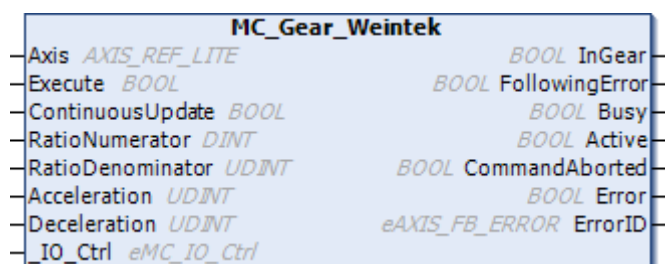 MC_Gear_Weintek
Axis AXIS_REF_LITE BOOL InGear
Execute BOOL BOOL FollowingError
ContinuousUpdate BOOL BOOL Busy
RatioNumerator DINT BOOL Active
RatioDenominator UDINT BOOL CommandAborted
Acceleration UDINT BOOL Error
Deceleration UDINT eAXIS_FB_ERROR ErrorID
_IO_Ctrl eMC_IO_Ctrl